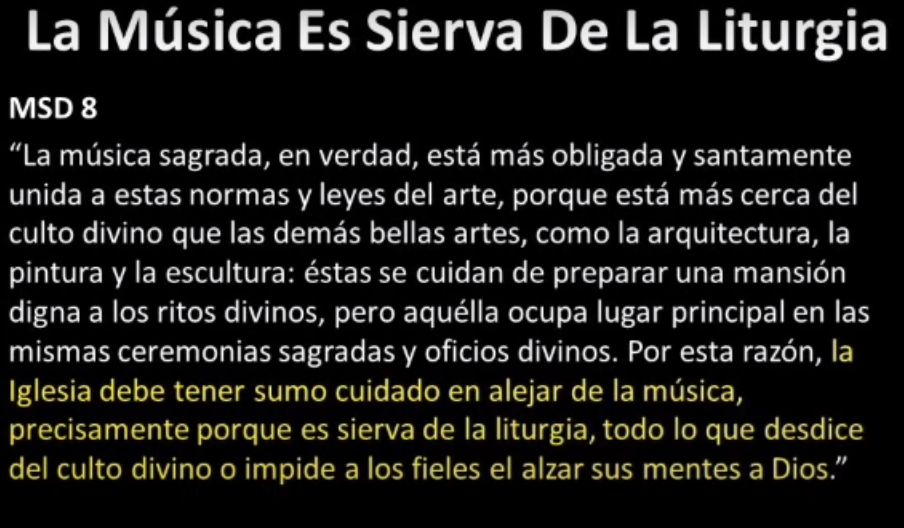 La Música Es Sierva De La Liturgia
MSD 8
“La música sagrada, en verdad, está más obligada y santamente
unida a estas normas y leyes del arte, porque está más cerca del
culto divino que las demás bellas artes, como la arquitectura, la
pintura y la escultura: éstas se cuidan de preparar una mansión
digna a los ritos divinos, pero aquélla ocupa lugar principal en las
mismas ceremonias sagradas y oficios divinos. Por esta razón, la
Iglesia debe tener sumo cuidado en alejar de la música,
precisamente porque es sierva de la liturgia, todo lo que desdice
del culto divino o impide a los fieles el alzar sus mentes a Dios.”